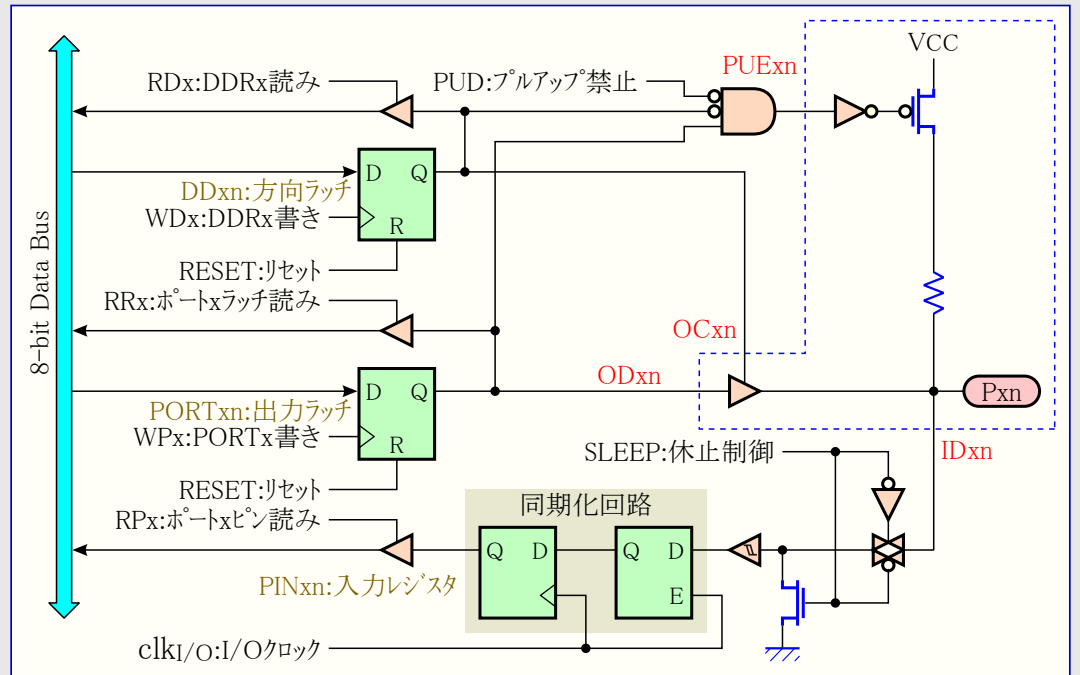 VCC
PUExn
RDx:DDRx読み
PUD:プルアップ禁止
D Q
DDxn:方向ラッチ
WDx:DDRx書き
R
RESET:リセット
RRx:ポートxラッチ読み
8-bit Data Bus
OCxn
ODxn
D Q
Pxn
PORTxn:出力ラッチ
WPx:PORTx書き
R
SLEEP:休止制御
IDxn
RESET:リセット
同期化回路
RPx:ポートxピン読み
Q D
Q D
PINxn:入力レジスタ
E
clkI/O:I/Oクロック